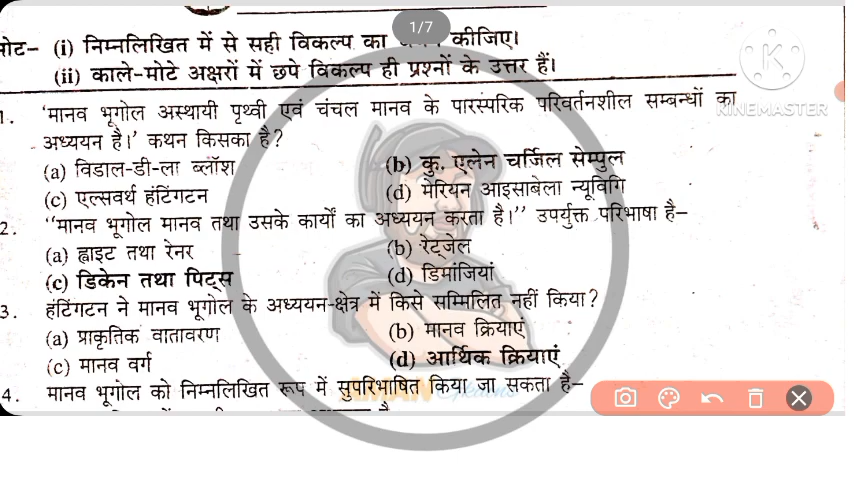 1/7
नोट- (i) निम्नलिखित में से सही विकल्प का कीजिए।
(ii) काले-मोटे अक्षरों में छपे विकल्प ही प्रश्नों के उत्तर हैं।
KINEMASTER
1. 'मानव भूगोल अस्थायी पृथ्वी एवं चंचल मानव के पारस्परिक परिवर्तनशील सम्बन्धों का
अध्ययन है।' कथन किसका है?
(a) विडाल-डी-ला ब्लॉश (b) कु. एलेन चर्जिल सेम्पुल
(c) एल्सवर्थ हंटिंगटन (d) मेरियन आइसाबेला न्यूविगि
2. "मानव भूगोल मानव तथा उसके कार्यों का अध्ययन करता है।" उपर्युक्त परिभाषा है-
(a) ह्वाइट तथा रेनर (b) रेट्जेल
(c) डिकेन तथा पिट्स (d) डिमांजियां
3. हंटिंगटन ने मानव भूगोल के अध्ययन-क्षेत्र में किसे सम्मिलित नहीं किया?
(a) प्राकृतिक वातावरण (b) मानव क्रियाएं
(c) मानव वर्ग (d) आर्थिक क्रियाएं
4. मानव भूगोल को निम्नलिखित रूप में सुपरिभाषित किया जा सकता है-